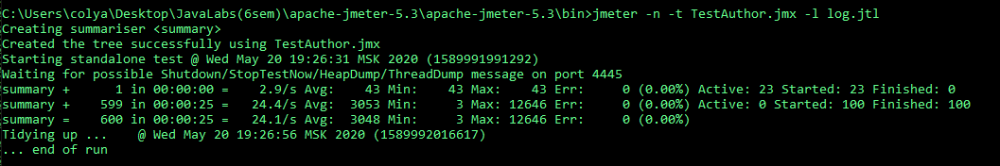 C:\Users\colya\Desktop\JavaLabs(6sem)\apache-jmeter-5.3\apache-jmeter-5.3\bin>jmeter -n -t TestAuthor.jmx -l log.jtl
Creating summariser <summary>
Created the tree successfully using TestAuthor.jmx
Starting standalone test @ Wed May 20 19:26:31 MSK 2020 (1589991991292)
Waiting for possible Shutdown/StopTestNow/HeapDump/ThreadDump message on port 4445
summary +      1 in 00:00:00 =    2.9/s Avg:    43 Min:    43 Max:    43 Err:     0 (0.00%) Active: 23 Started: 23 Finished: 0
summary +    599 in 00:00:25 =   24.4/s Avg:  3053 Min:     3 Max: 12646 Err:     0 (0.00%) Active: 0 Started: 100 Finished: 100
summary =    600 in 00:00:25 =   24.1/s Avg:  3048 Min:     3 Max: 12646 Err:     0 (0.00%)
Tidying up ...    @ Wed May 20 19:26:56 MSK 2020 (1589992016617)
... end of run